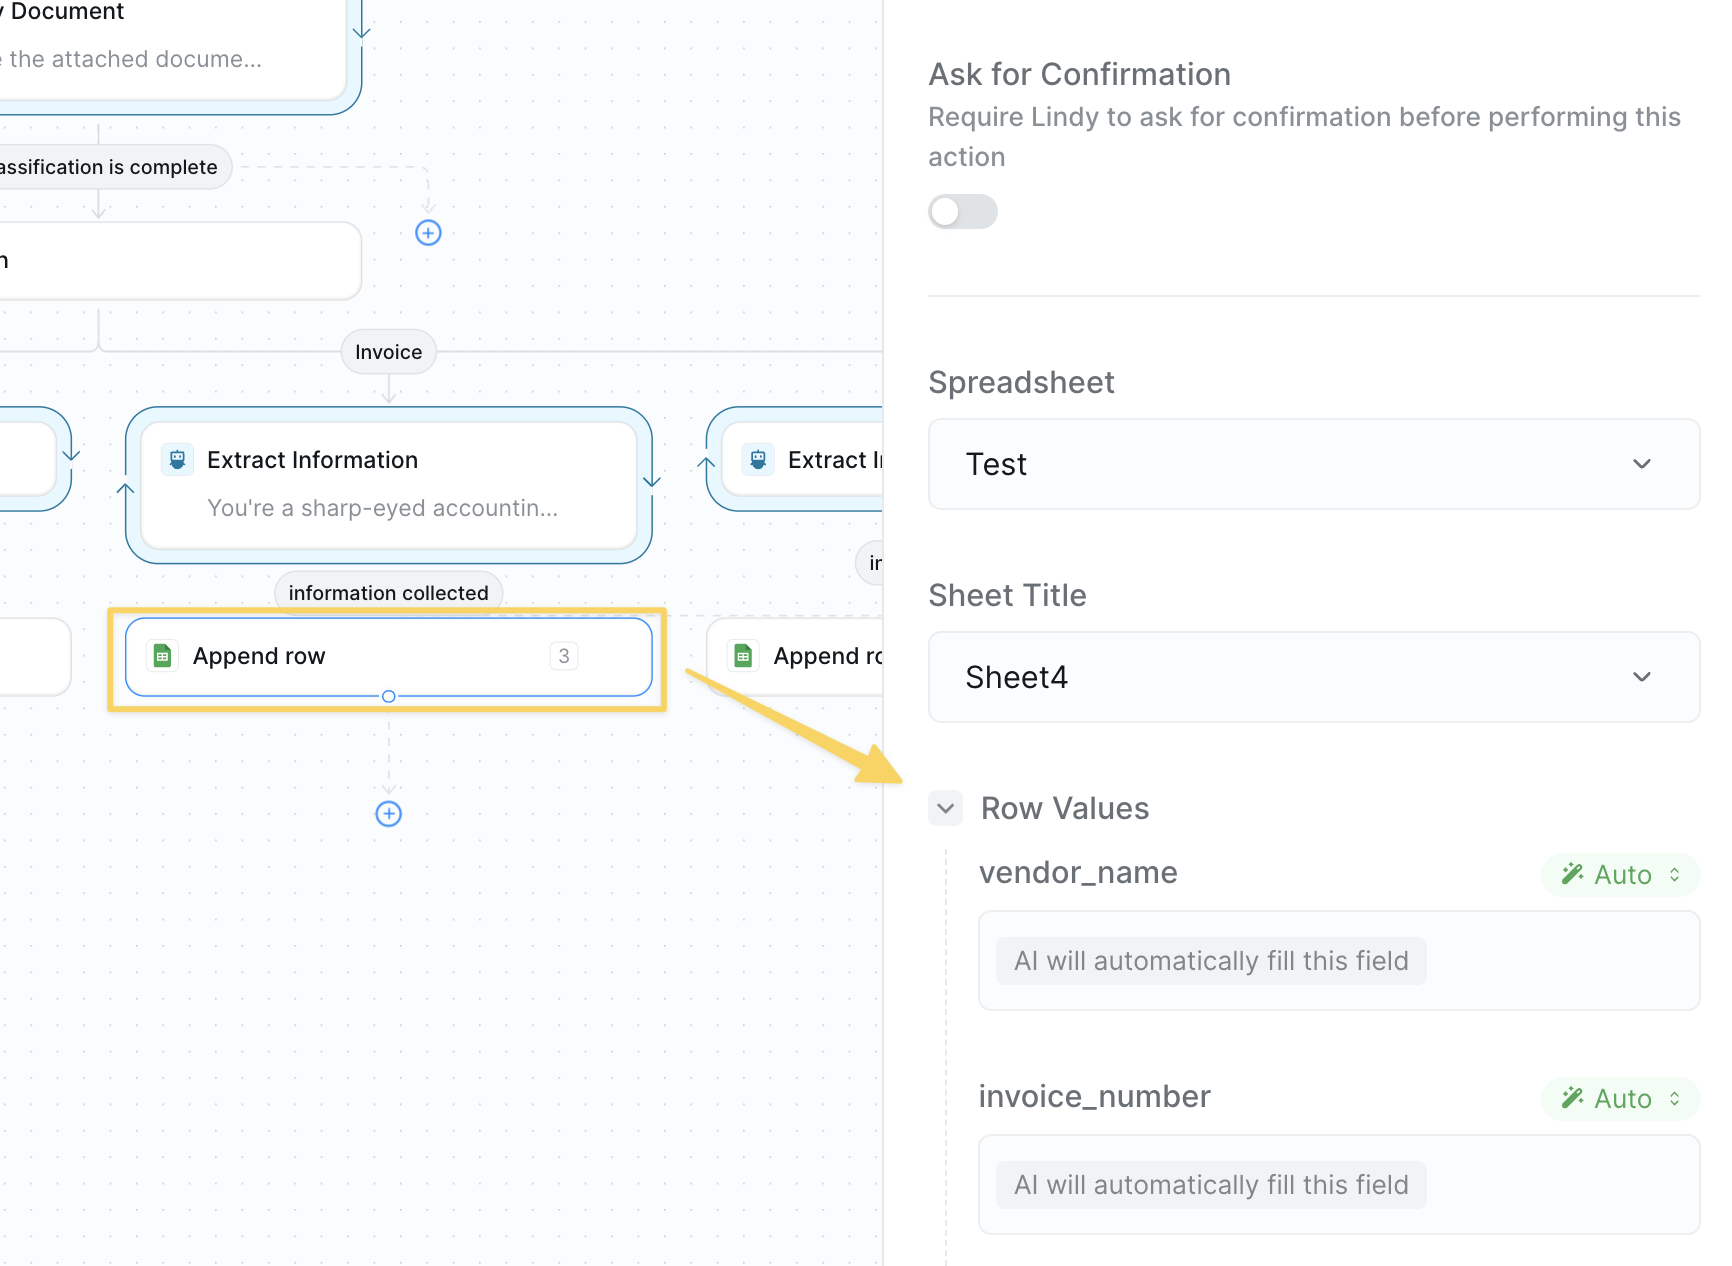 y Document
the attached docume...
assification is complete
Invoice
Extract Information
You're a sharp-eyed accountin...
Extract
information collected
Append row
3
Append
Ask for Confirmation
Require Lindy to ask for confirmation before performing this
action
Spreadsheet
Test
Sheet Title
Sheet4
Row Values
vendor_name
Auto
AI will automatically fill this field
invoice_number
Auto
AI will automatically fill this field